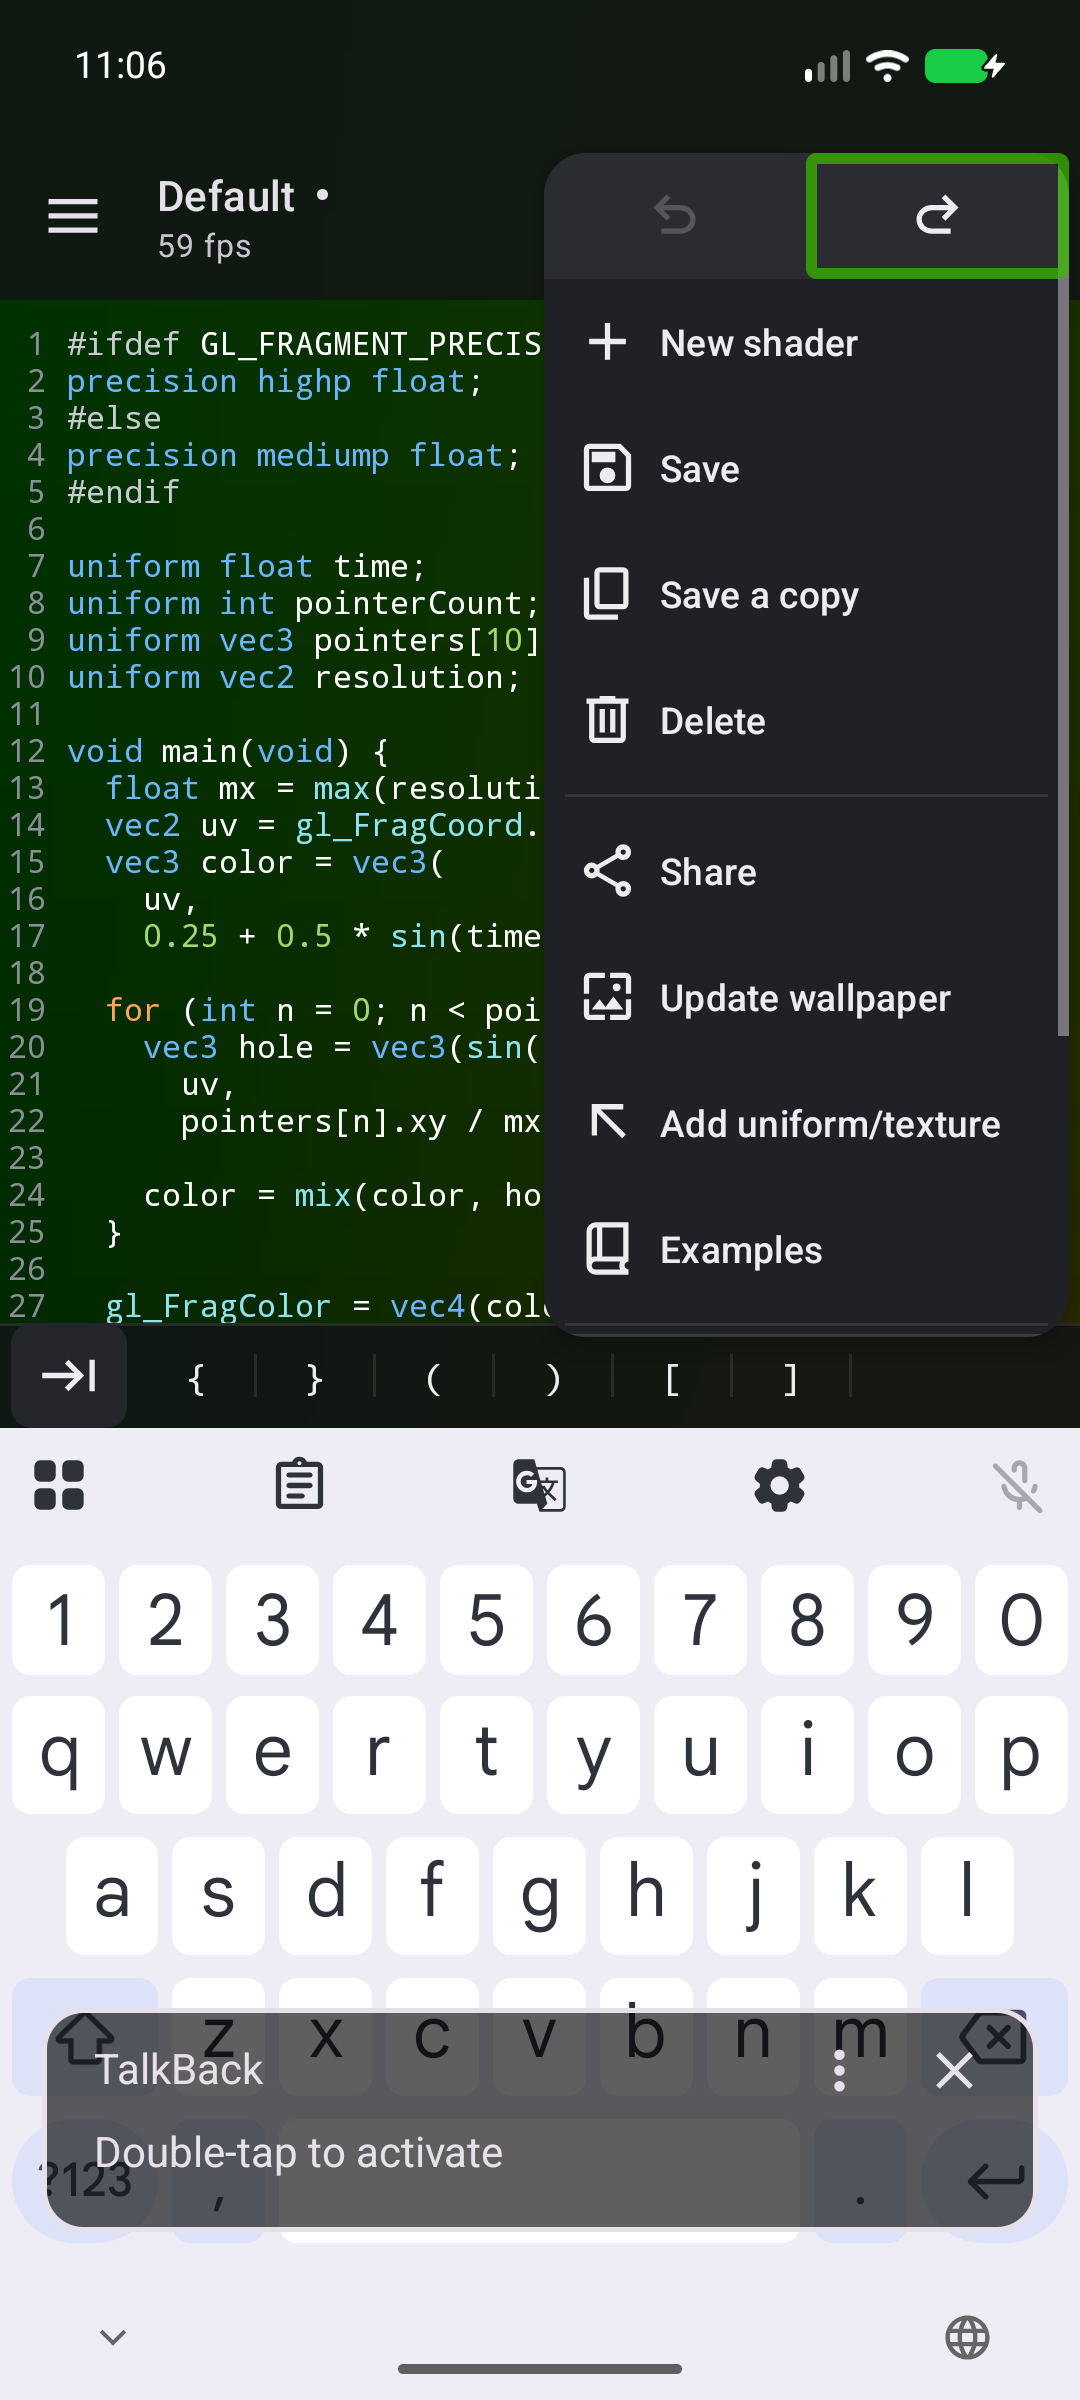 11:06
Default •
59 fps
1 #ifdef GL_FRAGMENT_PRECIS
2 precision highp float;
3 #else
4 precision mediump float;
5 #endif
6
7 uniform float time;
8 uniform int pointerCount;
9 uniform vec3 pointers[10]
10 uniform vec2 resolution;
11
12 void main(void) {
13 float mx = max(resoluti
14 vec2 uv = gl_FragCoord.
15 vec3 color = vec3(
16 uv,
17 0.25 + 0.5 * sin(time
18
19 for (int n = 0; n < poi
20 vec3 hole = vec3(sin(
21 uv,
22 pointers[n].xy / mx
23
24 color = mix(color, ho
25 }
26
27 gl_FragColor = vec4(col
New shader
Save
Save a copy
Delete
Share
Update wallpaper
Add uniform/texture
Examples
{ } ( ) [ ]
1 2 3 4 5 6 7 8 9 0
q w e r t y u i o p
a s d f g h j k l
z x c v b n m
TalkBack
Double-tap to activate
?123 , .